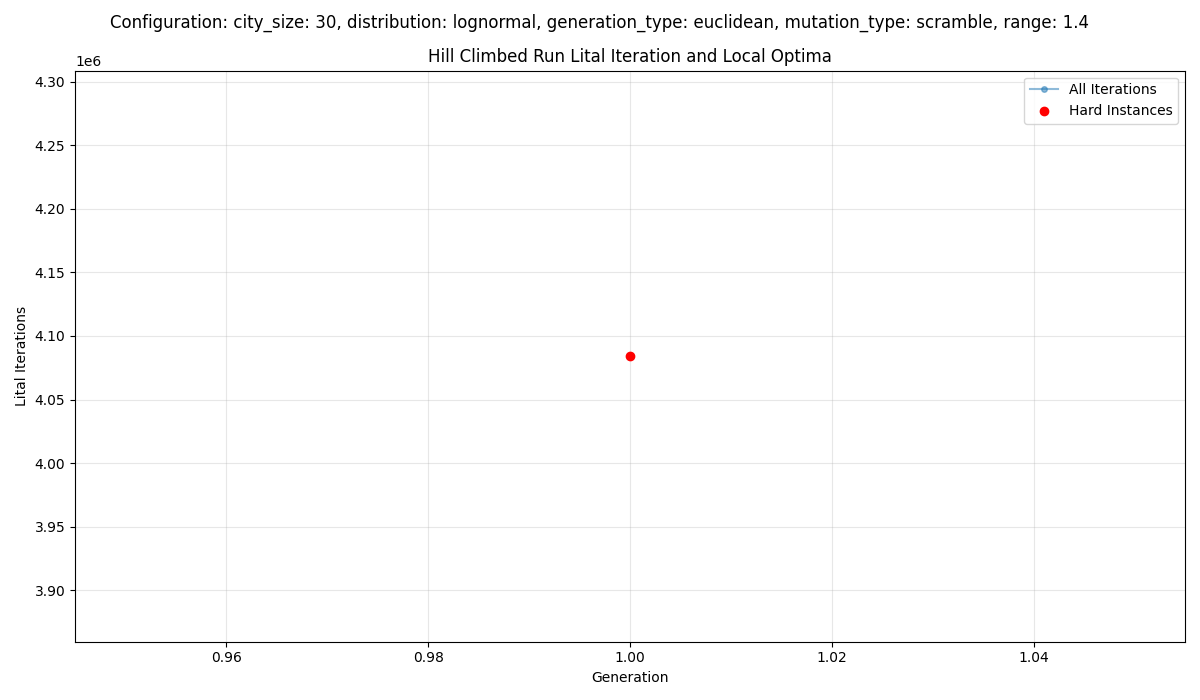 Configuration: city_size: 30, distribution: lognormal, generation_type: euclidean, mutation_type: scramble, range: 1.4
Hill Climbed Run Lital Iteration and Local Optima
1e6
All Iterations
Hard Instances
4.30
4.25
4.20
4.15
4.10
4.05
4.00
3.95
3.90
Lital Iterations
0.96
0.98
1.00
1.02
1.04
Generation